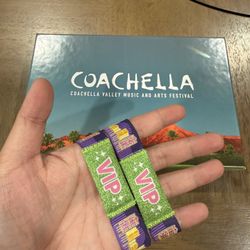 COACHELLA
COACHELLA VALLEY MUSIC AND ARTS FESTIVAL
VIP
VIP